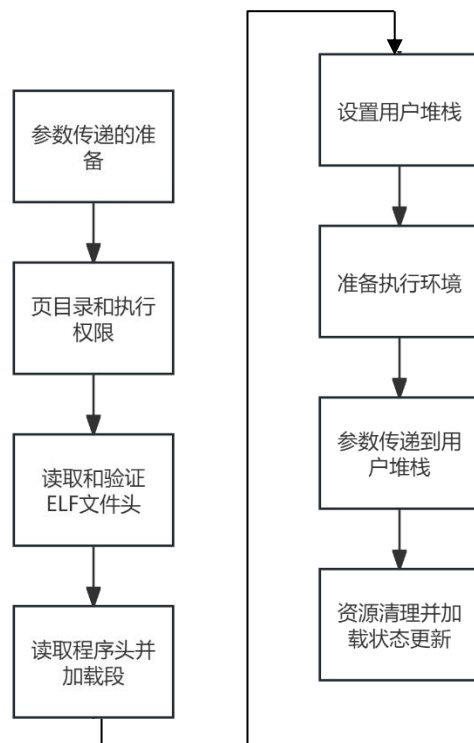 参数传递的准
备
页目录和执行
权限
读取和验证
ELF文件头
读取程序头并
加载段
设置用户堆栈
准备执行环境
参数传递到用
户堆栈
资源清理并加
载状态更新